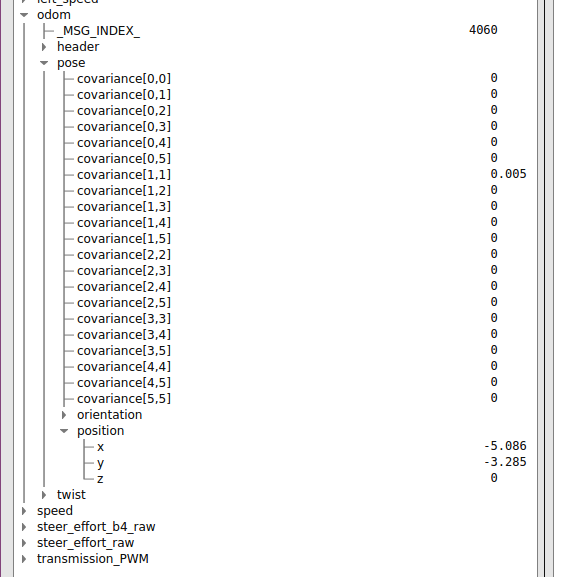 left_speed
odom
_MSG_INDEX_ 4060
header
pose
covariance[0,0] 0
covariance[0,1] 0
covariance[0,2] 0
covariance[0,3] 0
covariance[0,4] 0
covariance[0,5] 0
covariance[1,1] 0.005
covariance[1,2] 0
covariance[1,3] 0
covariance[1,4] 0
covariance[1,5] 0
covariance[2,2] 0
covariance[2,3] 0
covariance[2,4] 0
covariance[2,5] 0
covariance[3,3] 0
covariance[3,4] 0
covariance[3,5] 0
covariance[4,4] 0
covariance[4,5] 0
covariance[5,5] 0
orientation
position
x -5.086
y -3.285
z 0
twist
speed
steer_effort_b4_raw
steer_effort_raw
transmission_PWM